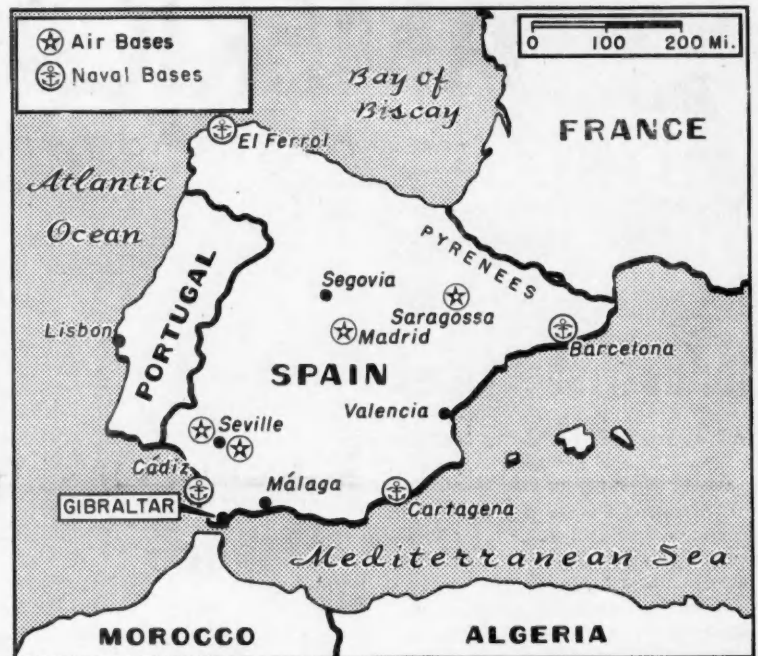 Air Bases
Naval Bases
0 100 200 Mi.
Bay of
Biscay
FRANCE
El Ferrol
Atlantic
Ocean
PYRENEES
Segovia
Saragossa
Madrid
Barcelona
Lisbon
PORTUGAL
SPAIN
Valencia
Seville
Cádiz
Málaga
Cartagena
GIBRALTAR
Mediterranean Sea
MOROCCO
ALGERIA